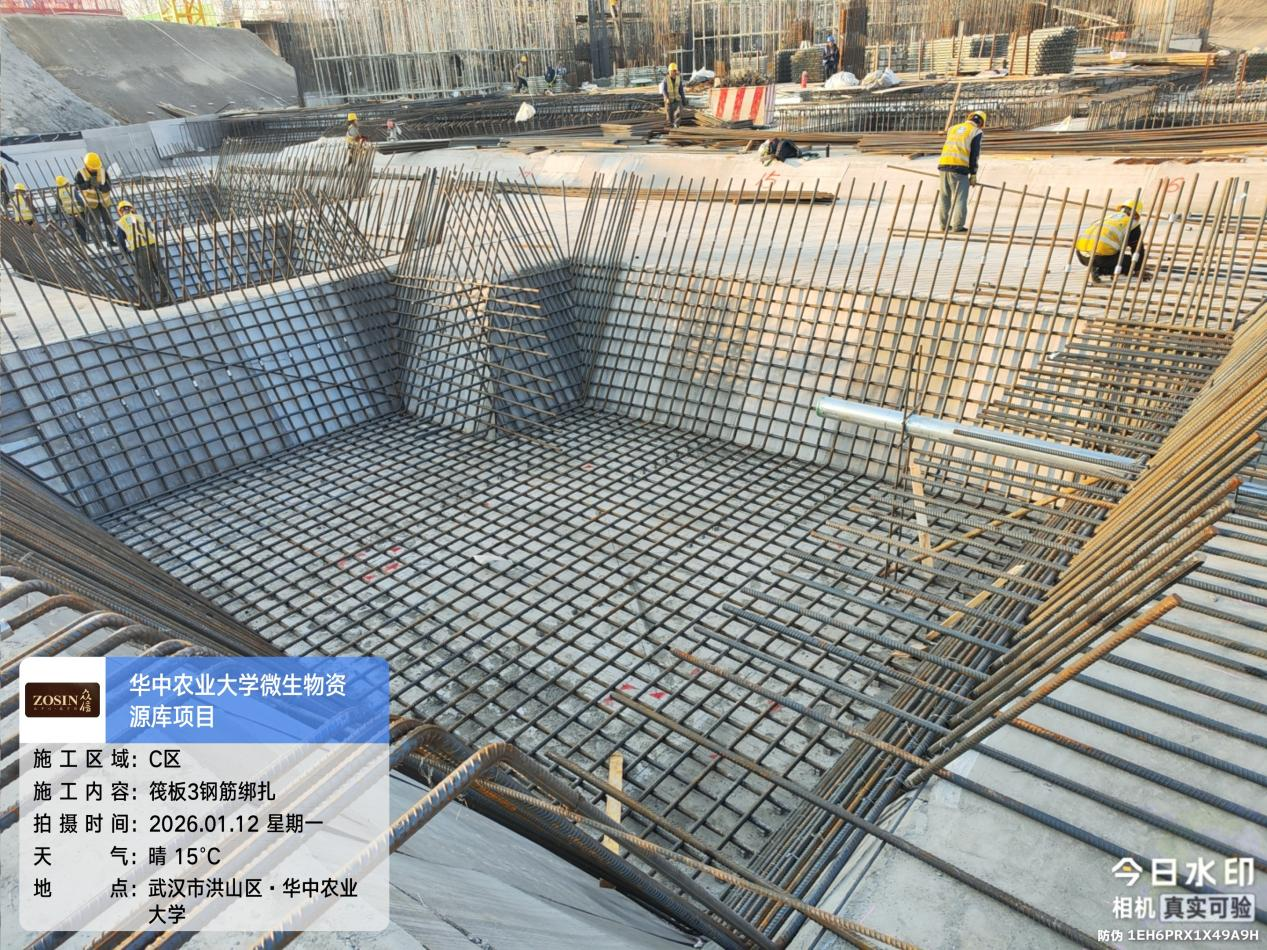 ZOSIN 众信
华中农业大学微生物资
源库项目
施工区域：C区
施工内容：筏板3钢筋绑扎
拍摄时间：2026.01.12 星期一
天气：晴 15℃
地点：武汉市洪山区·华中农业
大学
15
16
今日水印
相机真实可验
防伪 1EH6PRX1X49A9H